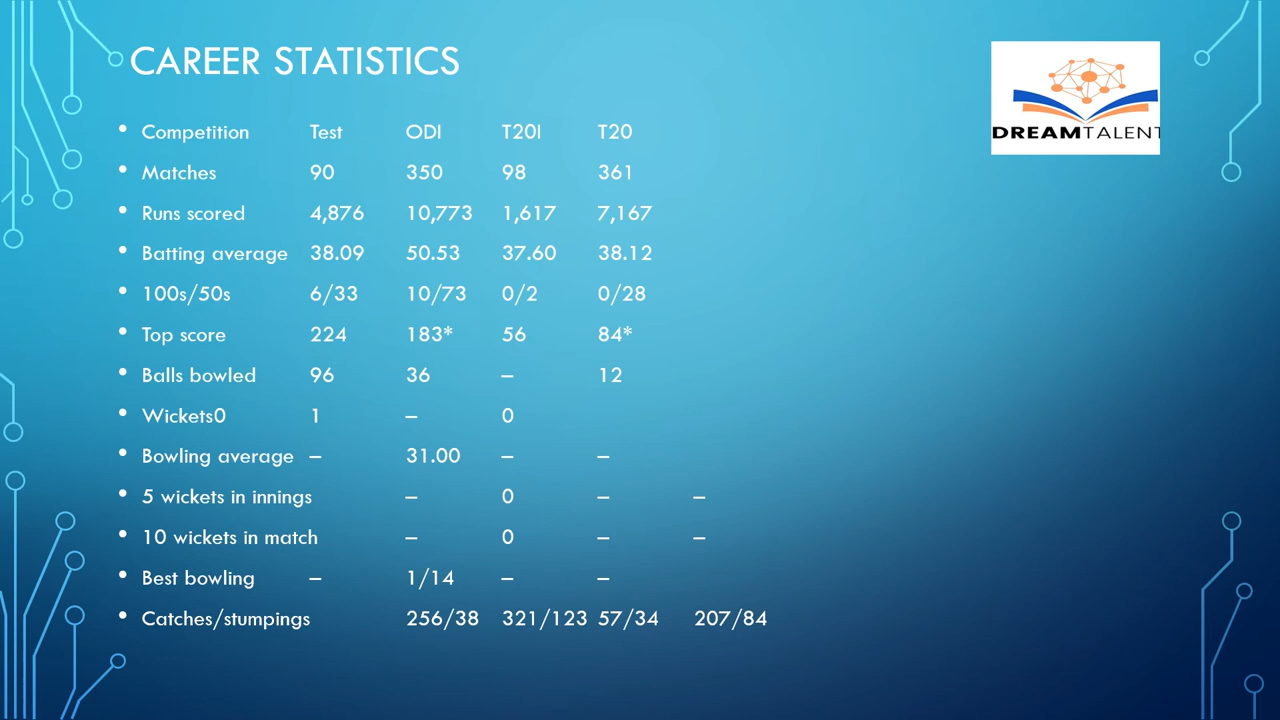 CAREER STATISTICS
DREAMTALENT
• Competition Test ODI T20I T20
• Matches 90 350 98 361
• Runs scored 4,876 10,773 1,617 7,167
• Batting average 38.09 50.53 37.60 38.12
• 100s/50s 6/33 10/73 0/2 0/28
• Top score 224 183* 56 84*
• Balls bowled 96 36 – 12
• Wickets0 1 – 0
• Bowling average – 31.00 – –
• 5 wickets in innings – 0 – –
• 10 wickets in match – 0 – –
• Best bowling – 1/14 – –
• Catches/stumpings 256/38 321/123 57/34 207/84